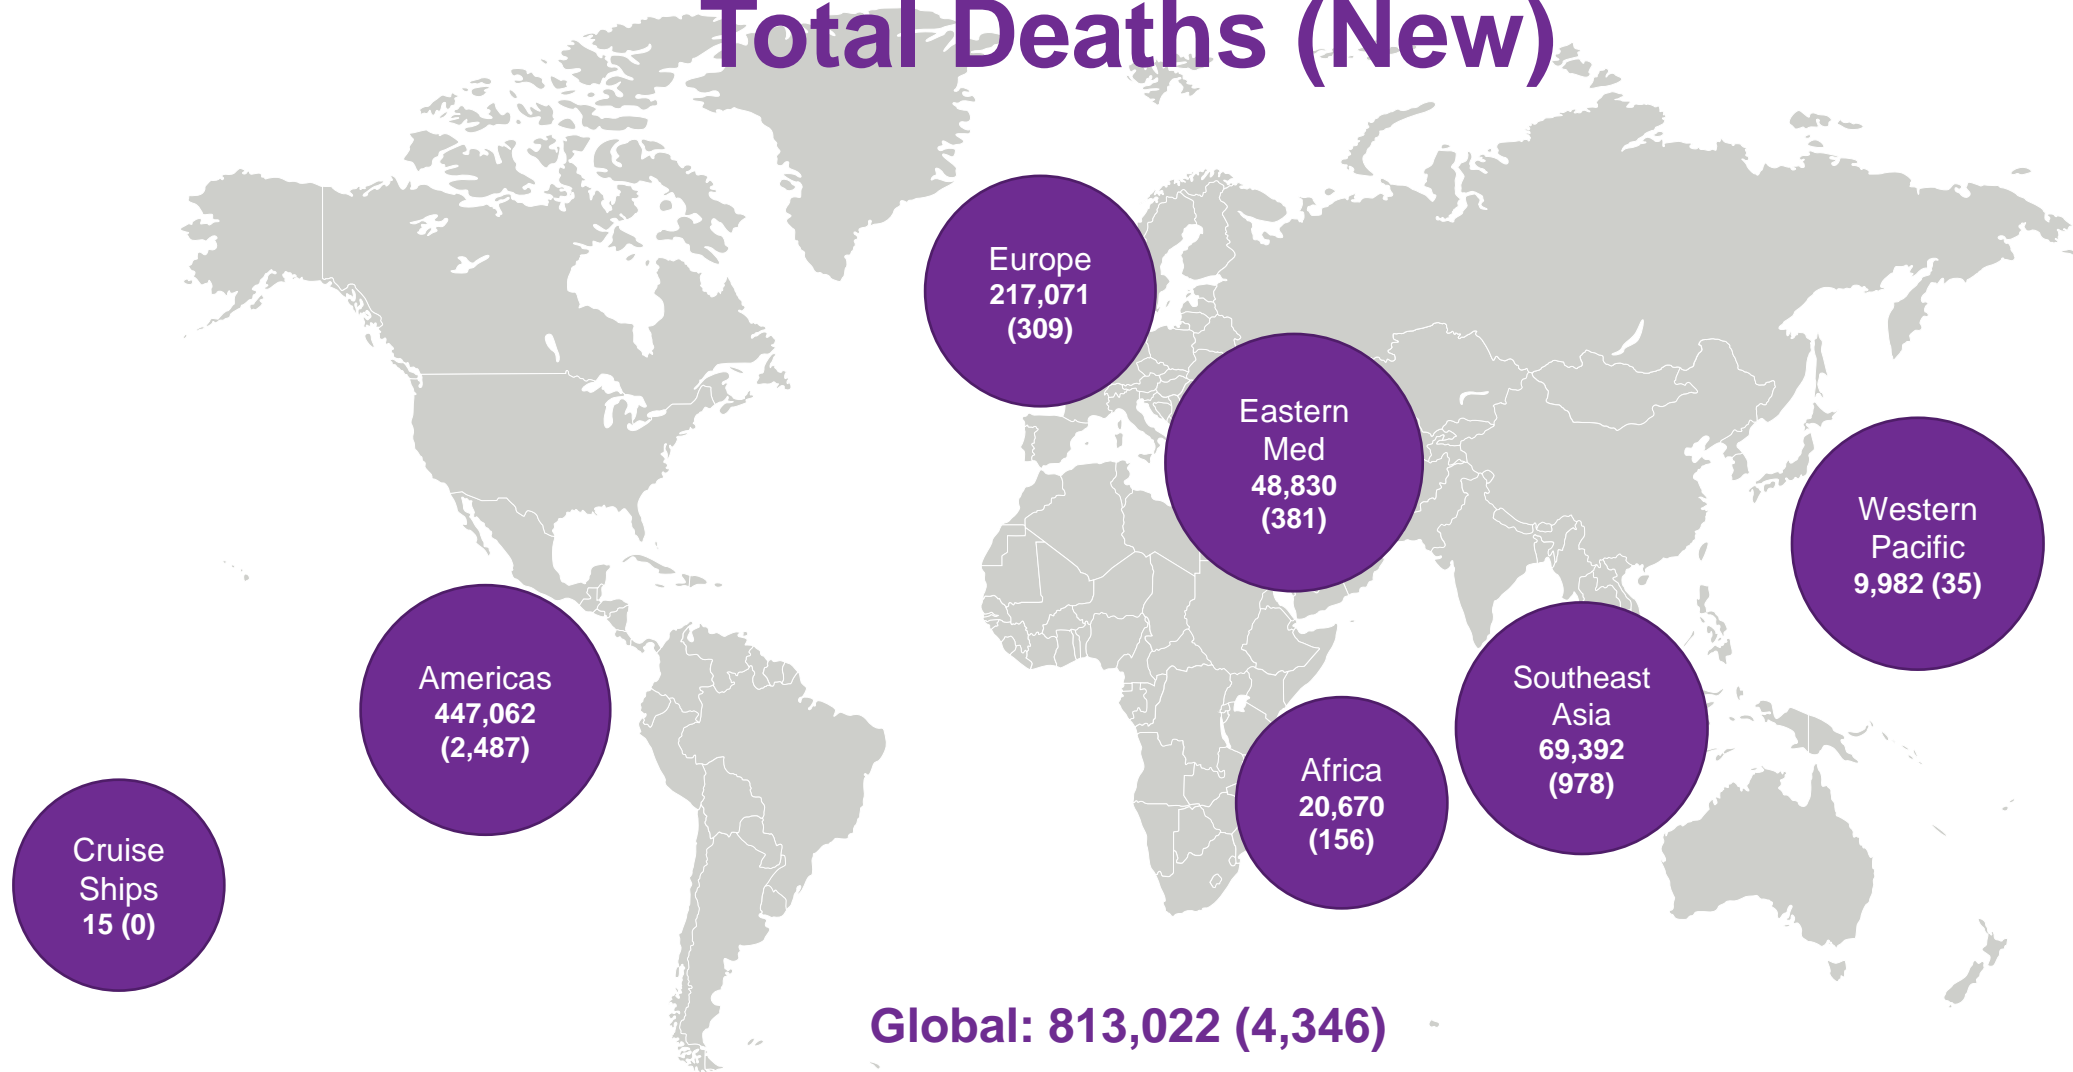 Total Deaths (New)
Europe
217,071
(309)
Eastern
Med
48,830
(381)
Western
Pacific
9,982 (35)
Americas
447,062
(2,487)
Southeast
Asia
69,392
(978)
Africa
20,670
(156)
Cruise
Ships
15 (0)
Global: 813,022 (4,346)